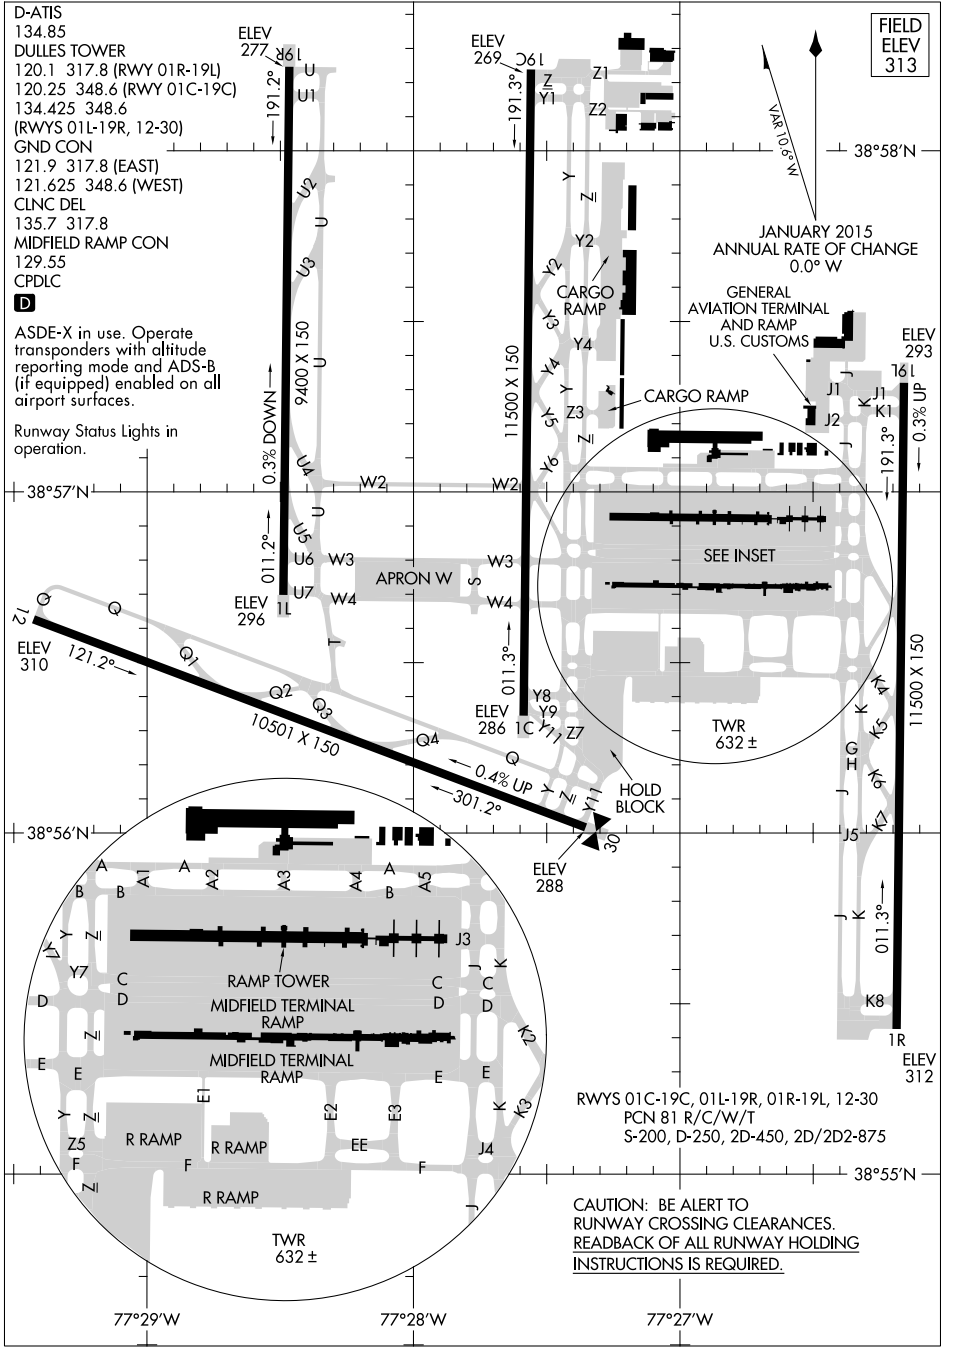 D-ATIS
134.85
DULLES TOWER
120.1 317.8 (RWY 01R-19L)
120.25 348.6 (RWY 01C-19C)
134.425 348.6
(RWYS 01L-19R, 12-30)
GND CON
121.9 317.8 (EAST)
121.625 348.6 (WEST)
CLNC DEL
135.7 317.8
MIDFIELD RAMP CON
129.55
CPDLC
D
ASDE-X in use. Operate
transponders with altitude
reporting mode and ADS-B
(if equipped) enabled on all
airport surfaces.
Runway Status Lights in
operation.
ELEV
277
19R
U
U1
191.2°
U2
U
U3
U
9400 X 150
0.3% DOWN
U4
U
U5
011.2°
U6
U7
1L
ELEV
296
W2
W3
W4
T
APRON W
S
W2
W3
W4
ELEV
269
19C
191.3°
Z
Y1
Z1
Z2
Y
Z
Y2
Y2
CARGO
RAMP
Y3
Y4
Y4
11500 X 150
Y
Y5
Z3
Z
Y6
CARGO RAMP
011.3°
ELEV
286
1C
Y8
Y9
Y11
Z7
FIELD
ELEV
313
VAR 10.6° W
38°58'N
JANUARY 2015
ANNUAL RATE OF CHANGE
0.0° W
GENERAL
AVIATION TERMINAL
AND RAMP
U.S. CUSTOMS
ELEV
293
19L
J
J1
J1
K
K1
J2
J
191.3°
0.3% UP
38°57'N
38°57'N
SEE INSET
TWR
632 ±
11500 X 150
K4
K
K5
G
H
K6
J
K7
J5
J
K
011.3°
K8
1R
ELEV
312
Q
12
ELEV
310
121.2°
Q
Q1
Q2
Q3
10501 X 150
Q4
Q
0.4% UP
301.2°
Y
Z
Y11
HOLD
BLOCK
30
ELEV
288
38°56'N
38°56'N
A
A1
A
A2
A3
A4
A
A5
B
B
B
Y
Z
Y7
Y7
J3
RAMP TOWER
J
K
C
C
C
MIDFIELD TERMINAL
RAMP
D
D
D
D
Z
K2
MIDFIELD TERMINAL
RAMP
E
E
E
E
E1
E2
E3
K
K3
Y
Z
Z5
R RAMP
R RAMP
EE
J4
F
F
F
Z
R RAMP
J
TWR
632 ±
RWYS 01C-19C, 01L-19R, 01R-19L, 12-30
PCN 81 R/C/W/T
S-200, D-250, 2D-450, 2D/2D2-875
38°55'N
CAUTION: BE ALERT TO
RUNWAY CROSSING CLEARANCES.
READBACK OF ALL RUNWAY HOLDING
INSTRUCTIONS IS REQUIRED.
77°29'W
77°28'W
77°27'W